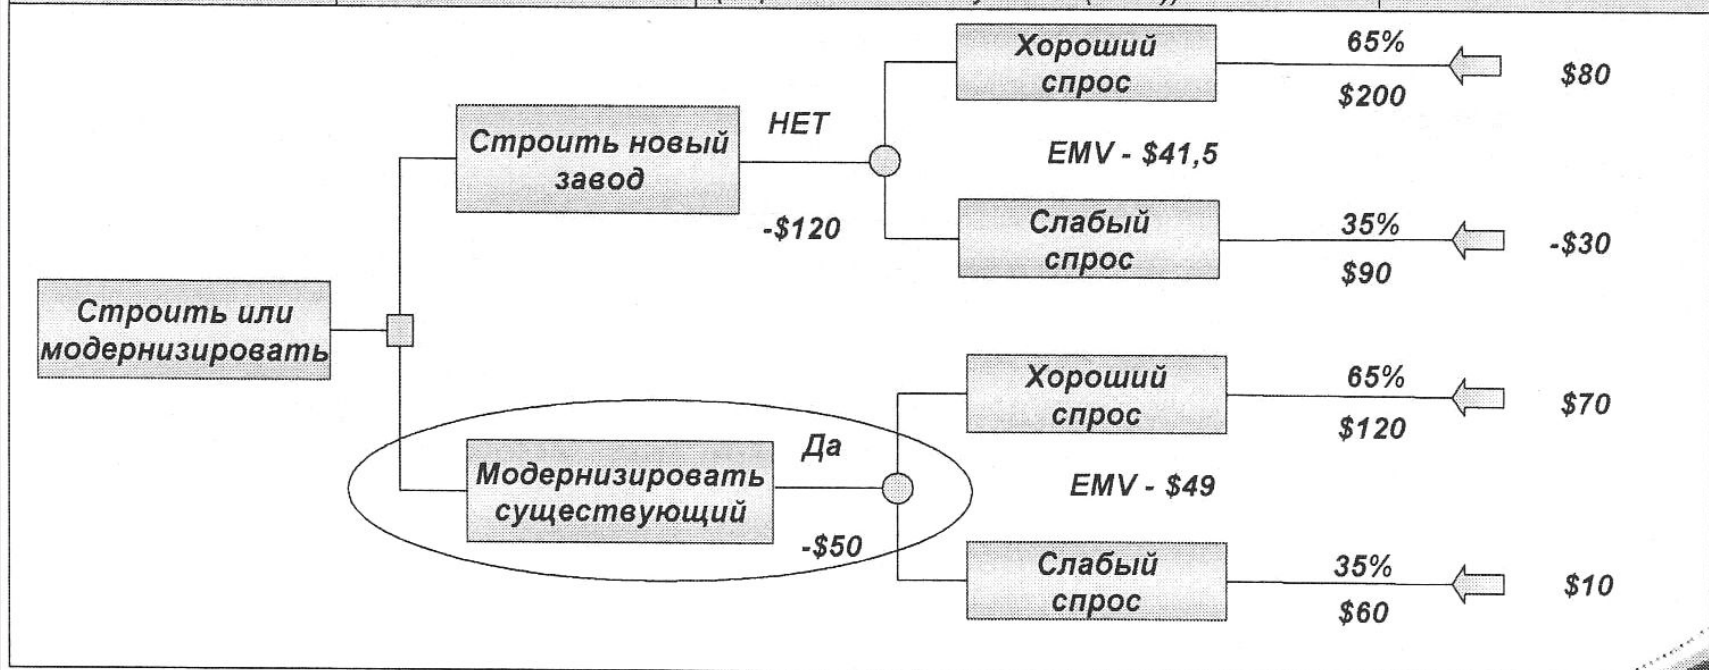 Строить или
модернизировать
Строить новый
завод
НЕТ
-$120
Хороший
спрос
65%
$200
$80
EMV - $41,5
Слабый
спрос
35%
$90
-$30
Модернизировать
существующий
Да
-$50
Хороший
спрос
65%
$120
$70
EMV - $49
Слабый
спрос
35%
$60
$10